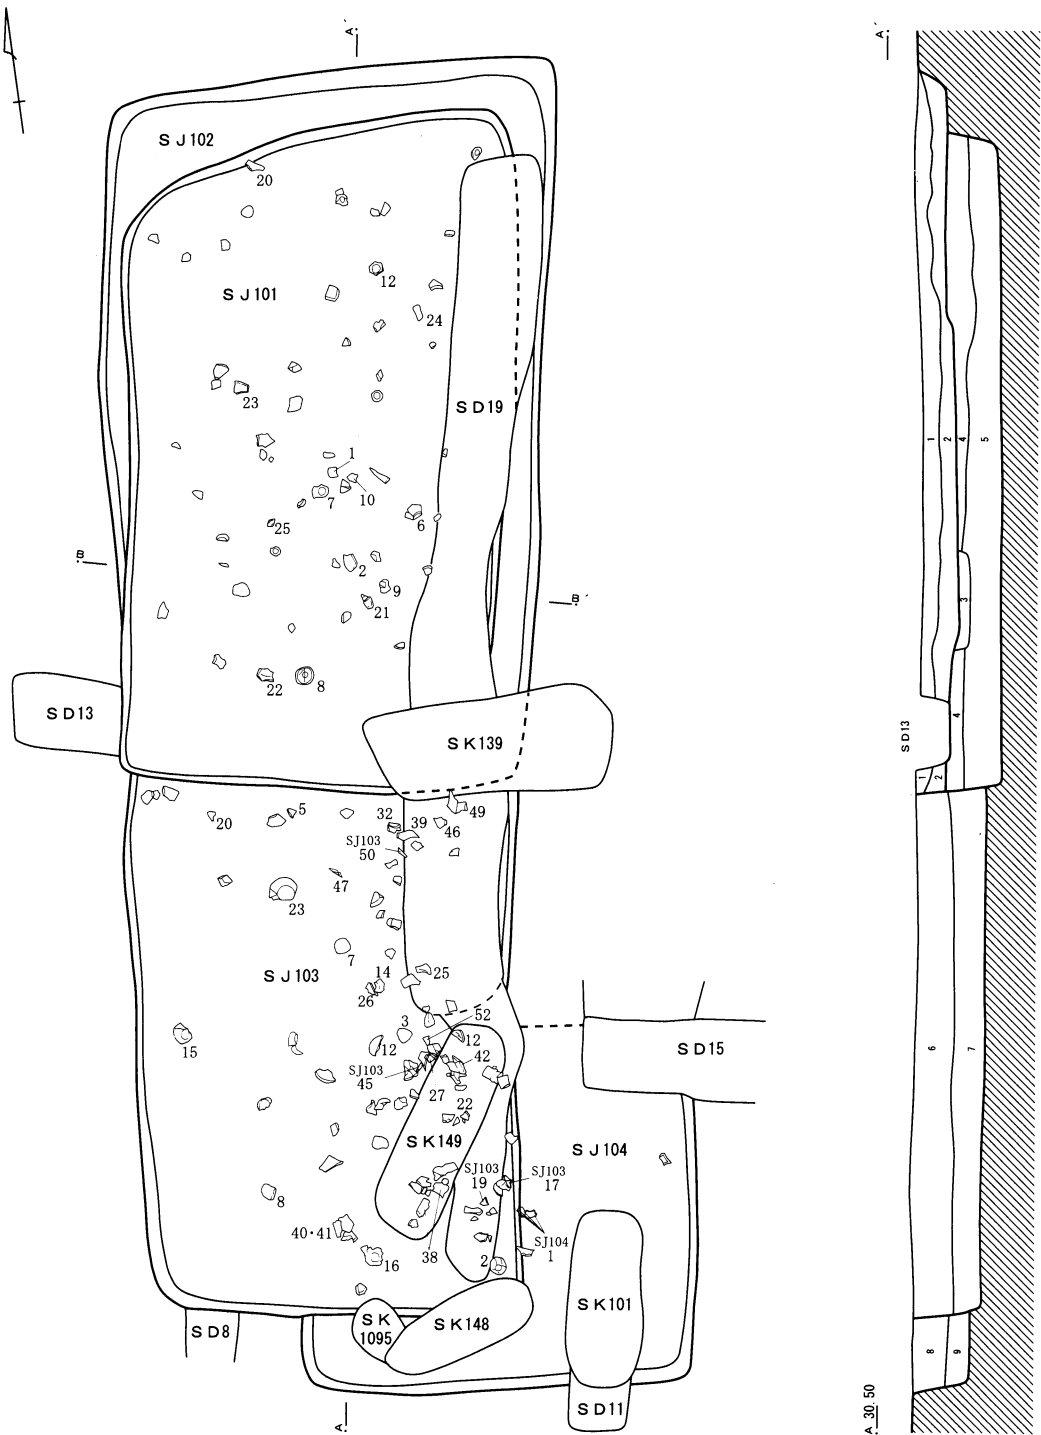 A´
A´
SJ102
20
12
SJ101
24
23
SD19
1
2
4
5
1
10
7
6
25
B
2
9
B´
21
3
22
8
SD13
SK139
4
SD13
1
2
49
5
32
39
46
20
SJ103
50
47
23
7
14
25
SJ103
26
3
52
12
12
15
42
SD15
6
7
SJ103
45
27
22
SK149
SJ104
SJ103
19
SJ103
17
8
40・41
SJ104
1
38
2
16
SK101
SK
1095
SK148
SD8
8
9
SD11
A
A 30.50